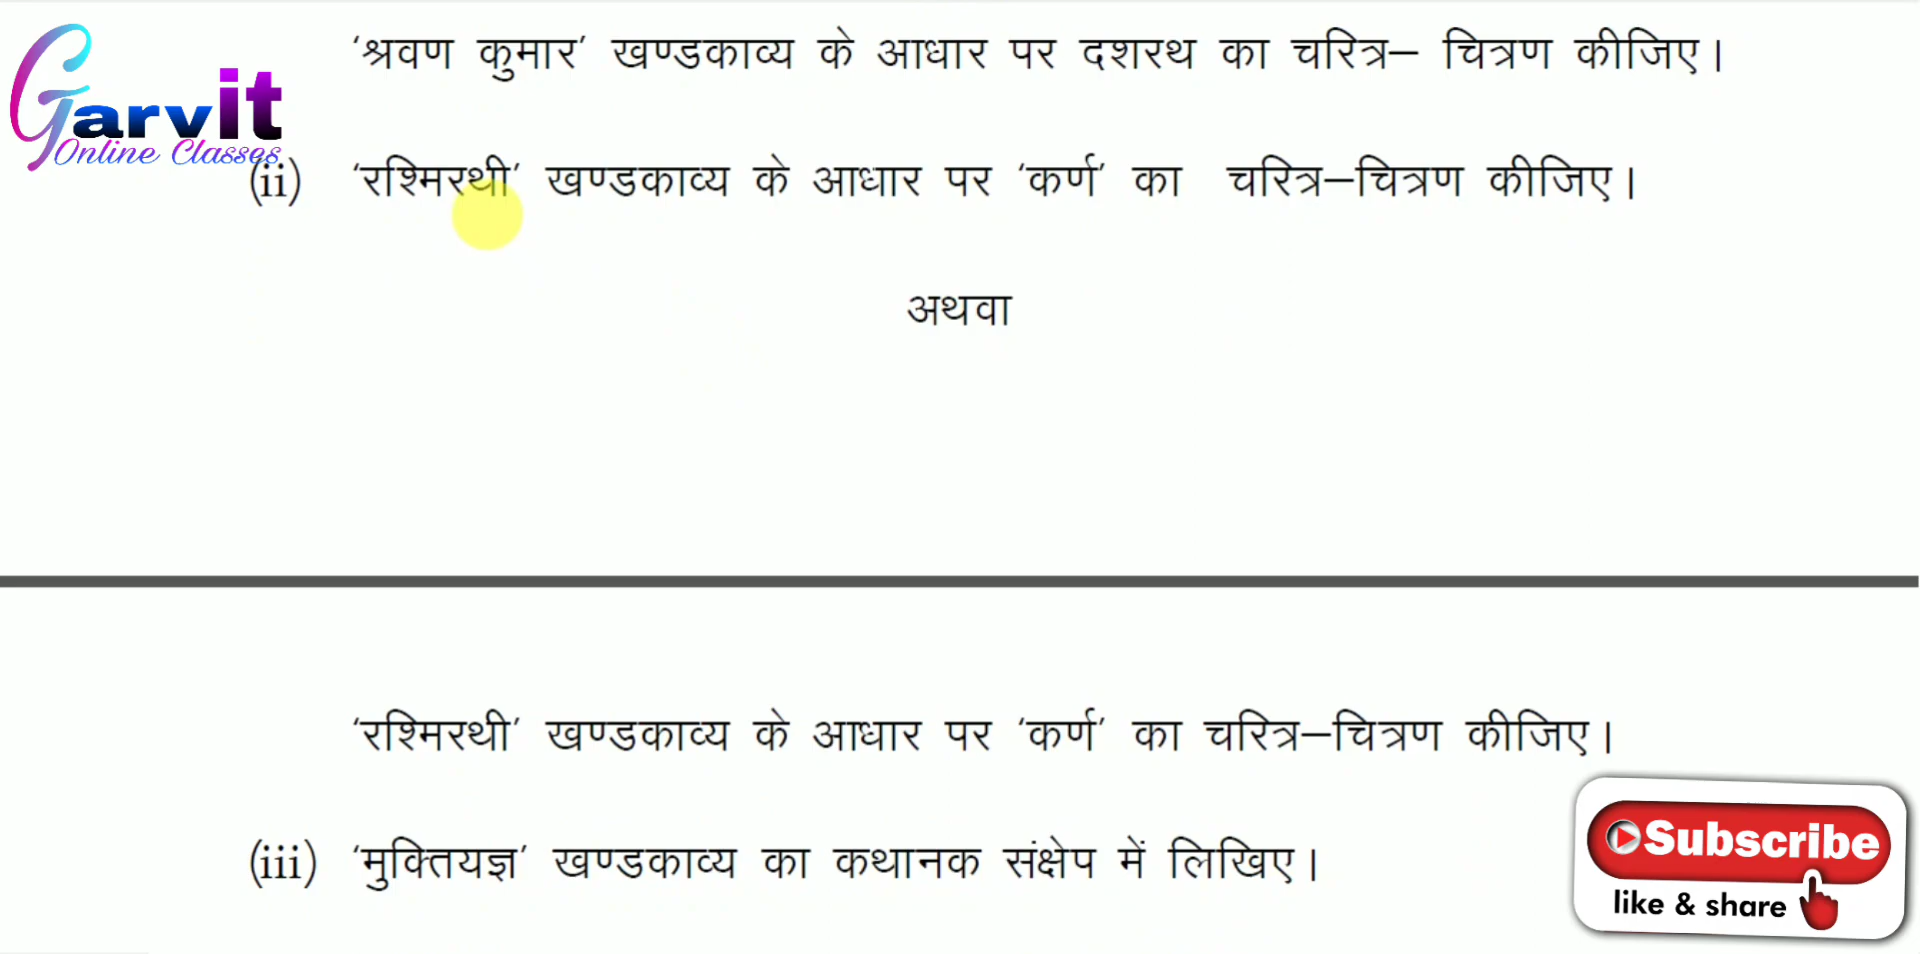 'श्रवण कुमार' खण्डकाव्य के आधार पर दशरथ का चरित्र– चित्रण कीजिए।
Garvit
Online Classes
(ii) 'रश्मिरथी' खण्डकाव्य के आधार पर 'कर्ण' का चरित्र–चित्रण कीजिए।
अथवा
'रश्मिरथी' खण्डकाव्य के आधार पर 'कर्ण' का चरित्र–चित्रण कीजिए।
(iii) 'मुक्तियज्ञ' खण्डकाव्य का कथानक संक्षेप में लिखिए।
Subscribe
like & share